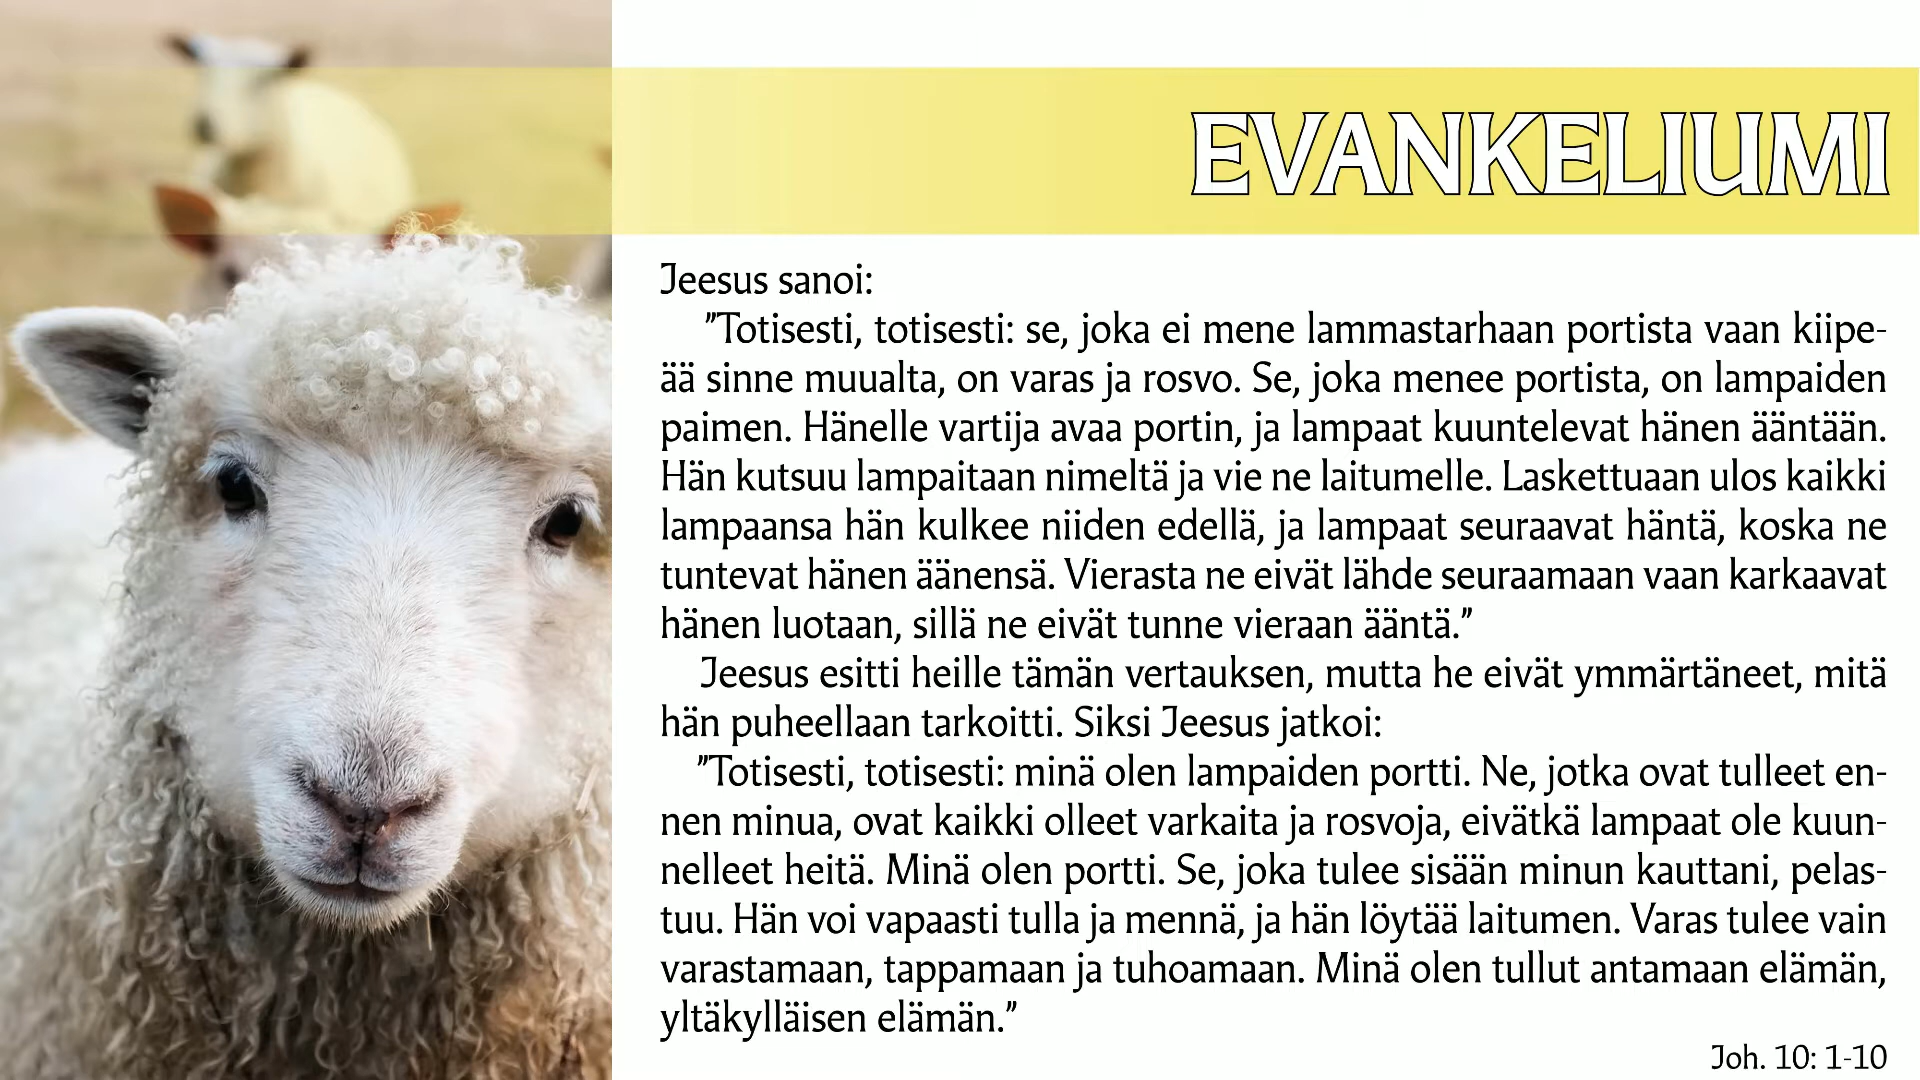 EVANKELIUMI
Jeesus sanoi:
”Totisesti, totisesti: se, joka ei mene lammastarhaan portista vaan kiipe-
ää sinne muualta, on varas ja rosvo. Se, joka menee portista, on lampaiden
paimen. Hänelle vartija avaa portin, ja lampaat kuuntelevat hänen ääntään.
Hän kutsuu lampaitaan nimeltä ja vie ne laitumelle. Laskettuaan ulos kaikki
lampaansa hän kulkee niiden edellä, ja lampaat seuraavat häntä, koska ne
tuntevat hänen äänensä. Vierasta ne eivät lähde seuraamaan vaan karkaavat
hänen luotaan, sillä ne eivät tunne vieraan ääntä.”
Jeesus esitti heille tämän vertauksen, mutta he eivät ymmärtäneet, mitä
hän puheellaan tarkoitti. Siksi Jeesus jatkoi:
”Totisesti, totisesti: minä olen lampaiden portti. Ne, jotka ovat tulleet en-
nen minua, ovat kaikki olleet varkaita ja rosvoja, eivätkä lampaat ole kuun-
nelleet heitä. Minä olen portti. Se, joka tulee sisään minun kauttani, pelas-
tuu. Hän voi vapaasti tulla ja mennä, ja hän löytää laitumen. Varas tulee vain
varastamaan, tappamaan ja tuhoamaan. Minä olen tullut antamaan elämän,
yltäkylläisen elämän.”
Joh. 10: 1-10